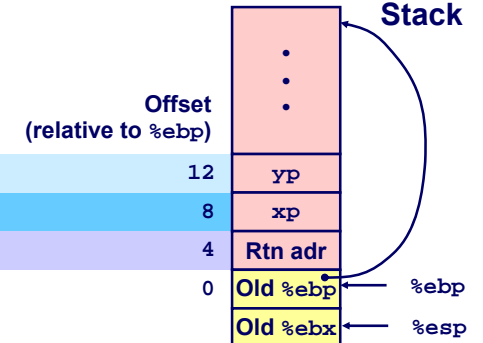 Stack
•
•
•
Offset
(relative to %ebp)
12 yp
8 xp
4 Rtn adr
0 Old %ebp %ebp
Old %ebx %esp